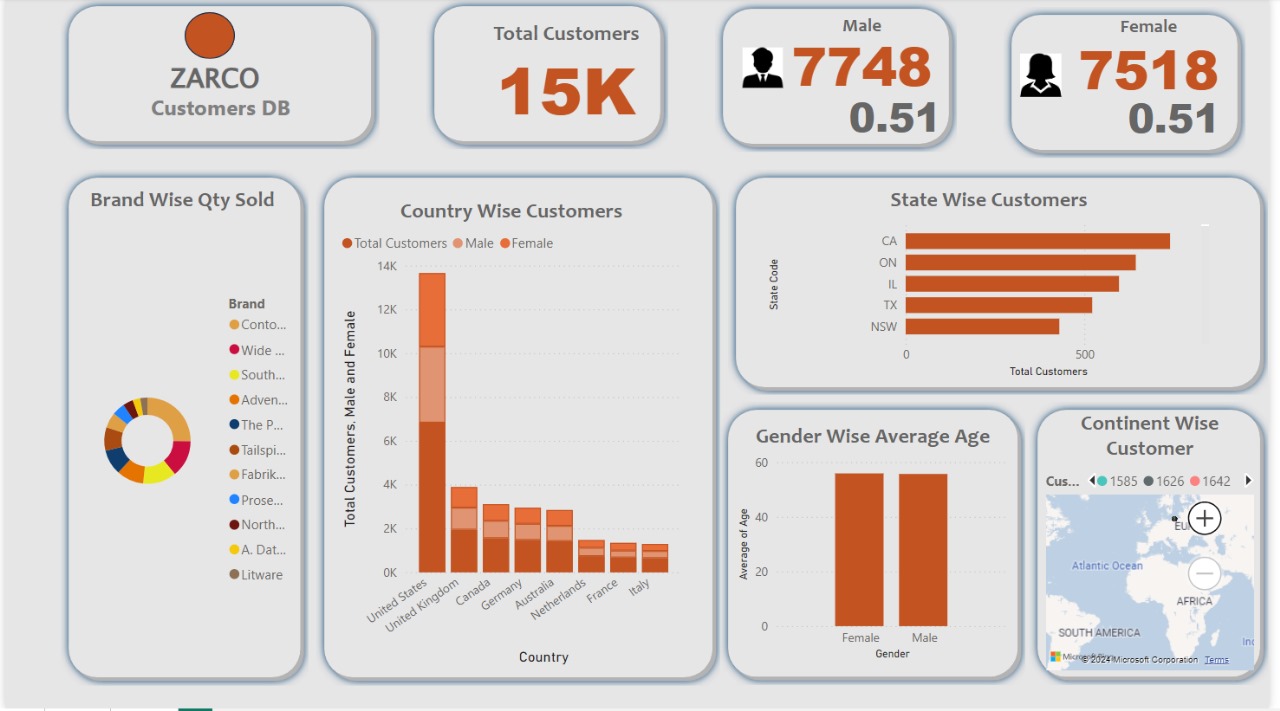 ZARCO
Customers DB
Total Customers
15K
Male
7748
0.51
Female
7518
0.51
Brand Wise Qty Sold
Brand
Conto...
Wide ...
South...
Adven...
The P...
Tailspi...
Fabrik...
Prose...
North...
A. Dat...
Litware
Country Wise Customers
Total Customers Male Female
Total Customers, Male and Female
14K
12K
10K
8K
6K
4K
2K
0K
United States
United Kingdom
Canada
Germany
Australia
Netherlands
France
Italy
Country
State Wise Customers
State Code
CA
ON
IL
TX
NSW
0 500
Total Customers
Gender Wise Average Age
Average of Age
60
40
20
0
Female Male
Gender
Continent Wise
Customer
Cus... 1585 1626 1642
Atlantic Ocean
AFRICA
SOUTH AMERICA
© 2024 Microsoft Corporation Terms